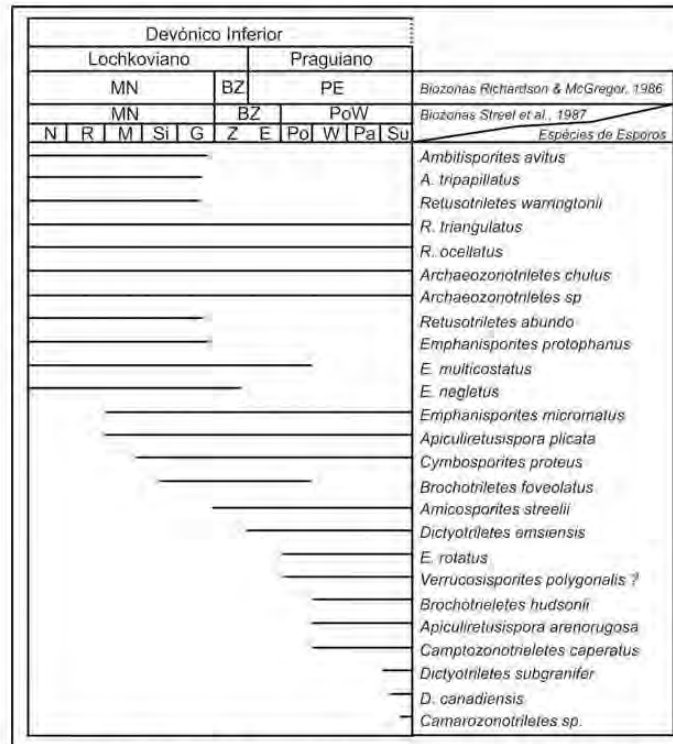 Devónico Inferior
Lochkoviano Praguiano
MN BZ PE Biozonas Richardson & McGregor, 1986
MN BZ PoW Biozonas Streel et al., 1987
N R M Si G Z E Po W Pa Su Espécies de Esporos
Ambitisporites avitus
A. tripapillatus
Retusotriletes warringtonii
R. triangulatus
R. ocellatus
Archaeozonotriletes chulus
Archaeozonotriletes sp
Retusotriletes abundo
Emphanisporites protophanus
E. multicostatus
E. negletus
Emphanisporites micromatus
Apiculiretusispora plicata
Cymbosporites proteus
Brochotriletes foveolatus
Amicosporites streelii
Dictyotriletes emsiensis
E. rotatus
Verrucosisporites polygonalis ?
Brochotrieletes hudsonii
Apiculiretusispora arenorugosa
Camptozonotrieletes caperatus
Dictyotriletes subgranifer
D. canadiensis
Camarozonotriletes sp.